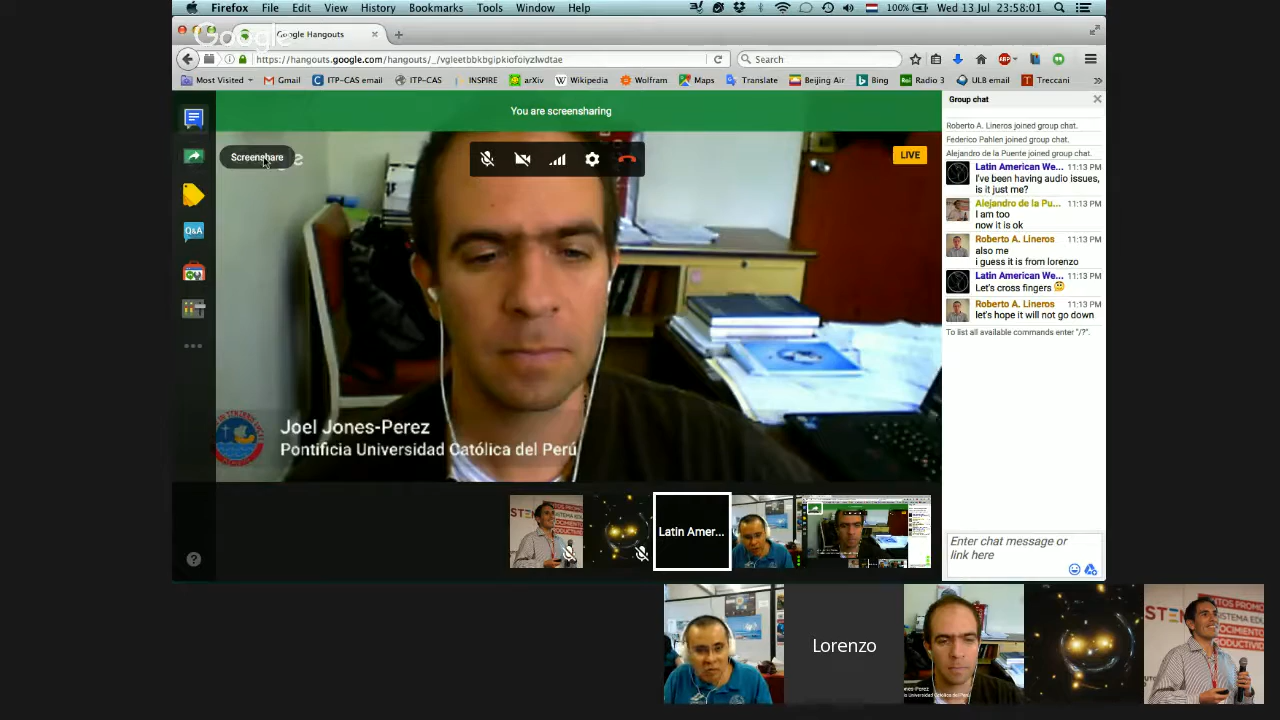 Firefox File Edit View History Bookmarks Tools Window Help
100% Wed 13 Jul 23:58:01
Google
Google Hangouts
https://hangouts.google.com/hangouts/_/vgleetbbkbgipkiofoiyzlwdtae
Search
Most Visited Gmail ITP-CAS email ITP-CAS INSPIRE arXiv Wikipedia Wolfram Maps Translate Beijing Air Bing Radio 3 ULB email Treccani
You are screensharing
Screenshare
LIVE
Q&A
Joel Jones-Perez
Pontificia Universidad Católica del Perú
Latin Amer...
Group chat
Roberto A. Lineros joined group chat.
Federico Pahlen joined group chat.
Alejandro de la Puente joined group chat.
Latin American We... 11:13 PM
I've been having audio issues,
is it just me?
Alejandro de la Pu... 11:13 PM
I am too
now it is ok
Roberto A. Lineros 11:13 PM
also me
i guess it is from lorenzo
Latin American We... 11:13 PM
Let's cross fingers
Roberto A. Lineros 11:13 PM
let's hope it will not go down
To list all available commands enter "/?".
Enter chat message or
link here
Lorenzo